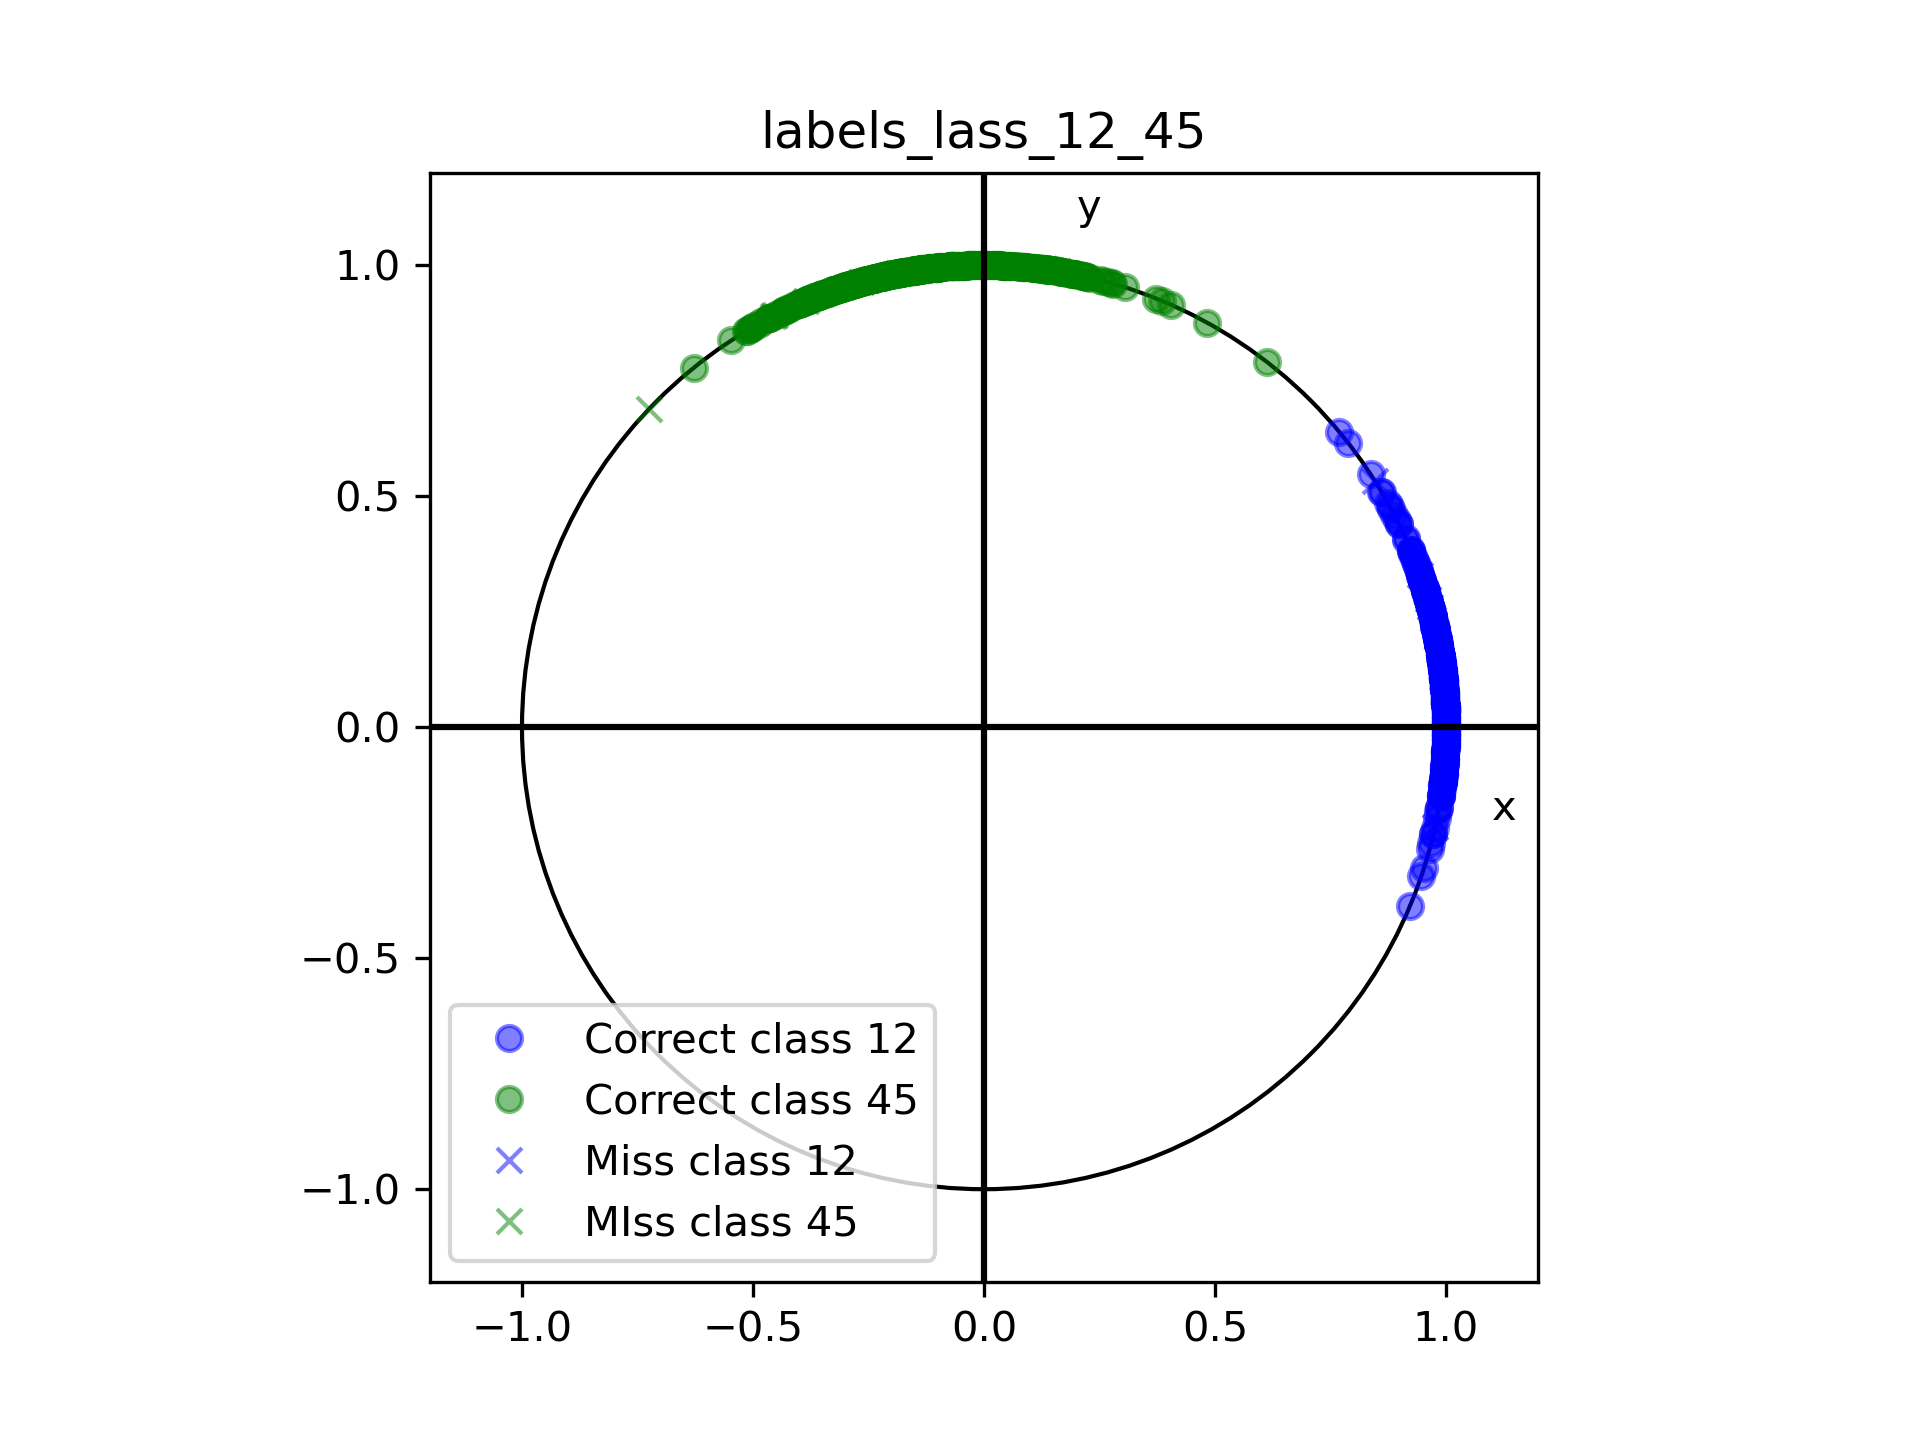 labels_lass_12_45
y
1.0
0.5
0.0
x
−0.5
−1.0
Correct class 12
Correct class 45
Miss class 12
MIss class 45
−1.0 −0.5 0.0 0.5 1.0